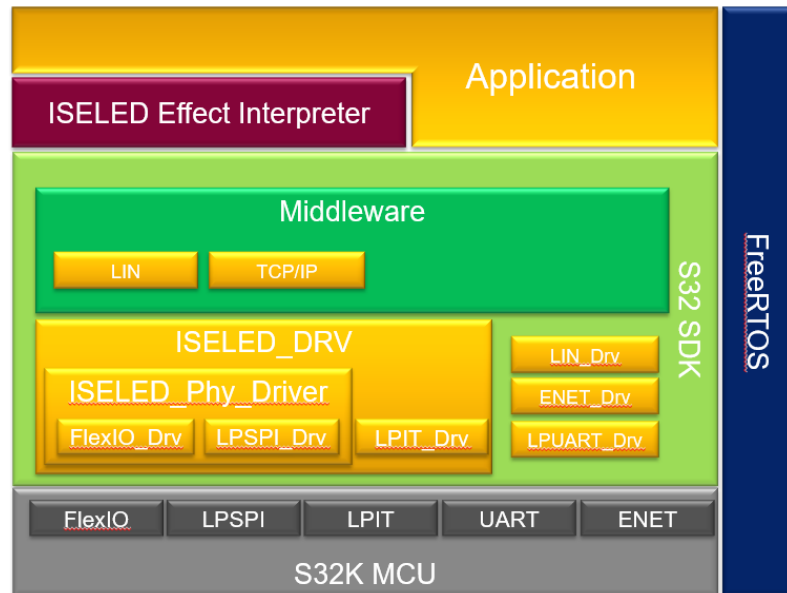 Application
ISELED Effect Interpreter
Middleware
LIN
TCP/IP
S32 SDK
FreeRTOS
ISELED_DRV
ISELED_Phy_Driver
FlexIO_Drv
LPSPI_Drv
LPIT_Drv
LIN_Drv
ENET_Drv
LPUART_Drv
FlexIO
LPSPI
LPIT
UART
ENET
S32K MCU